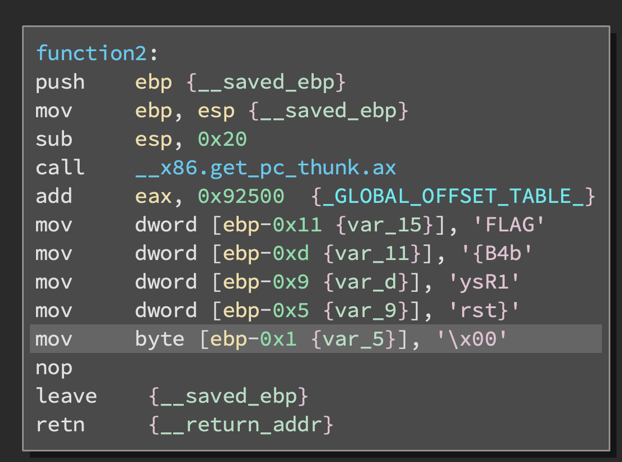 function2:
push    ebp {__saved_ebp}
mov     ebp, esp {__saved_ebp}
sub     esp, 0x20
call    __x86.get_pc_thunk.ax
add     eax, 0x92500  {_GLOBAL_OFFSET_TABLE_}
mov     dword [ebp-0x11 {var_15}], 'FLAG'
mov     dword [ebp-0xd {var_11}], '{B4b'
mov     dword [ebp-0x9 {var_d}], 'ysR1'
mov     dword [ebp-0x5 {var_9}], 'rst}'
mov     byte [ebp-0x1 {var_5}], '\x00'
nop
leave    {__saved_ebp}
retn     {__return_addr}